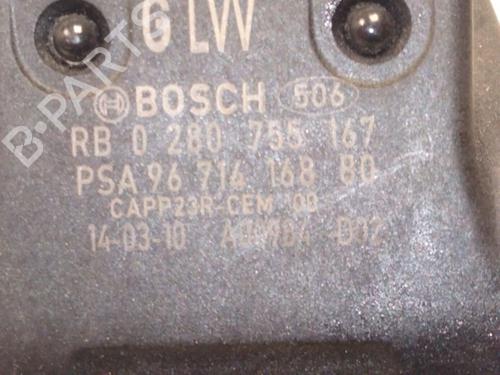 6 LW
BOSCH 506
RB 0 280 755 167
PSA 96 716 168 80
CAPP23R-CEM 00
14-03-10
B-PARTS